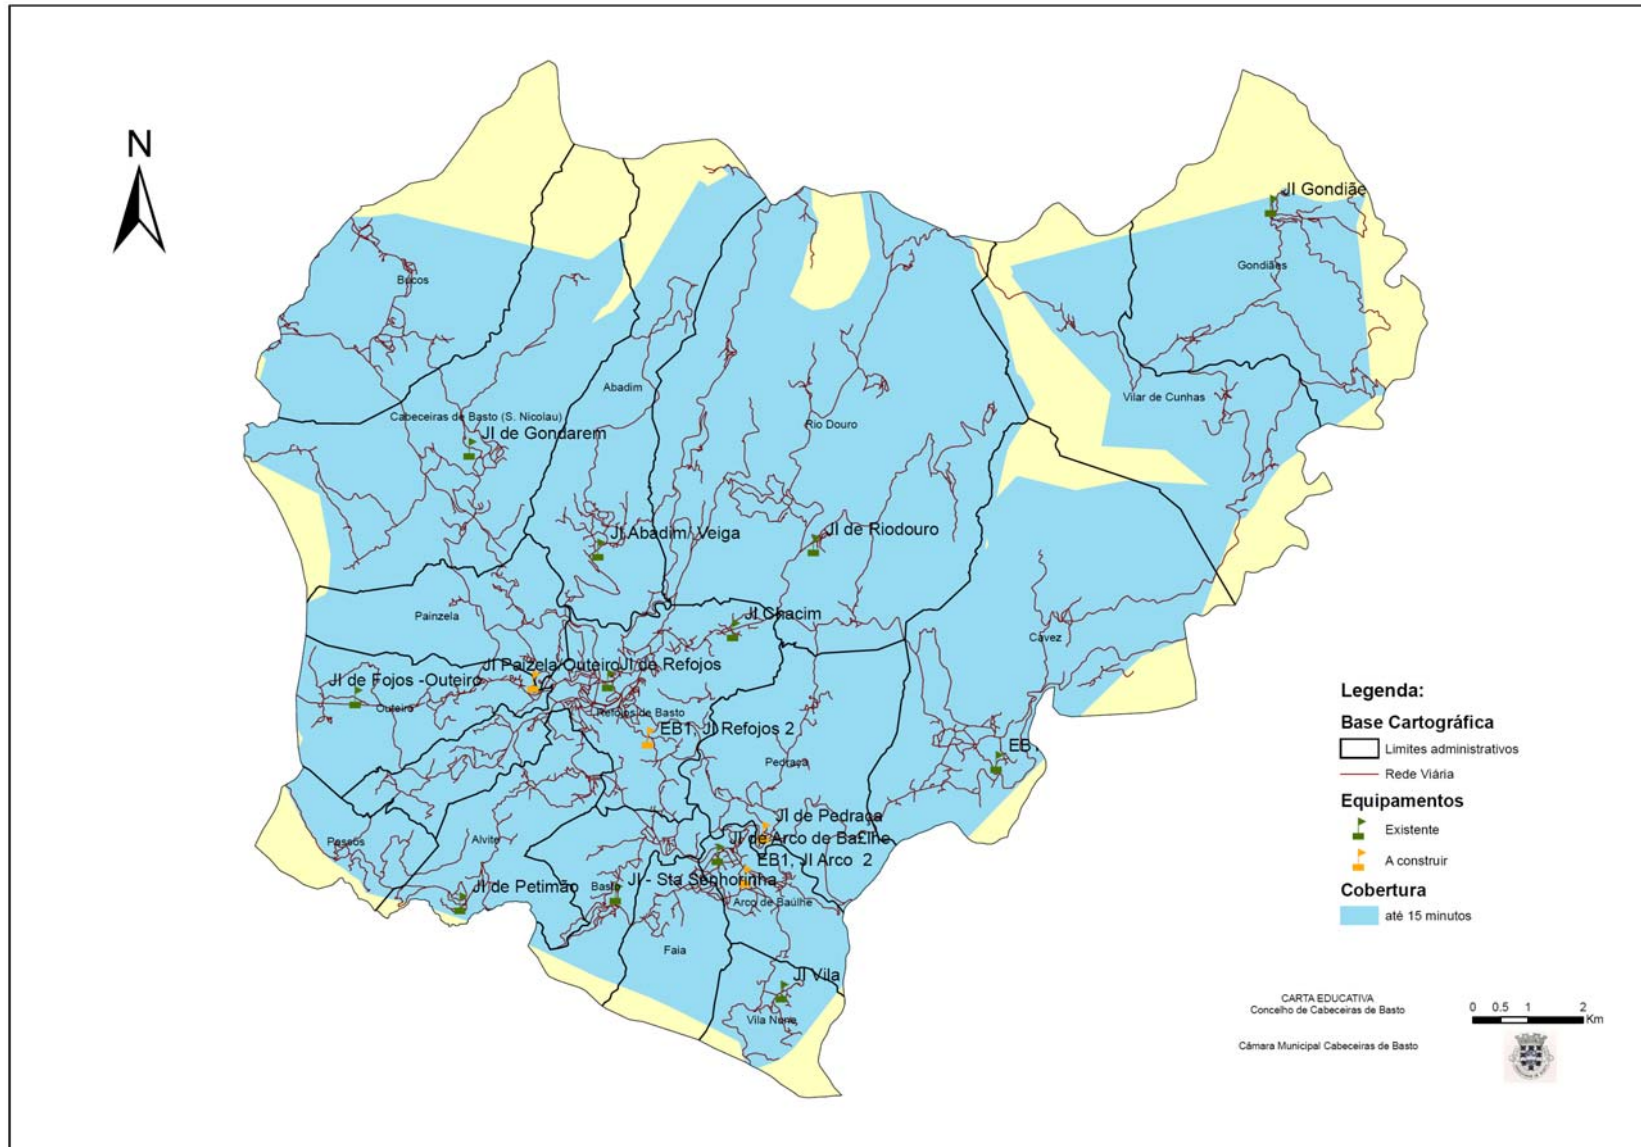 N
JI Gondiãe
Gondiães
Bucos
Abadim
Vilar de Cunhas
Cabeceiras de Basto (S. Nicolau)
Rio Douro
JI de Gondarem
JI Abadim/ Veiga
JI de Riodouro
Painzela
JI Chacim
Cavez
JI Paizela/Outeiro
JI de Refojos
JI de Fojos -Outeiro
Outeiro
Refojos de Basto
EB1, JI Refojos 2
EB1
Pedraça
JI de Pedraça
Passos
Alvite
JI de Arco de Baúlhe
EB1, JI Arco 2
JI de Petimão
Basto
JI - Sta Senhorinha
Arco de Baúlhe
Faia
JI Vila
Vila Nune
Legenda:
Base Cartográfica
Limites administrativos
Rede Viária
Equipamentos
Existente
A construir
Cobertura
até 15 minutos
CARTA EDUCATIVA
Concelho de Cabeceiras de Basto
0 0.5 1 2
Km
Câmara Municipal Cabeceiras de Basto